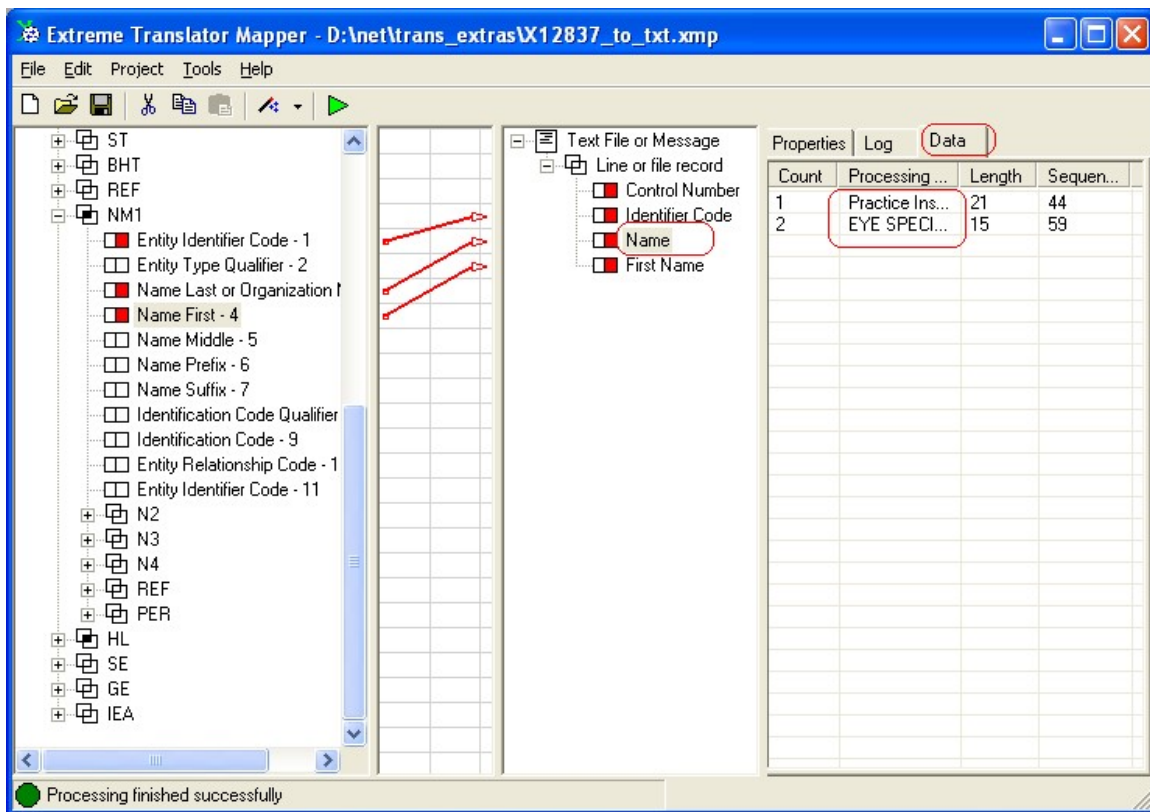 Extreme Translator Mapper - D:\net\trans_extras\X12837_to_txt.xmp
File Edit Project Tools Help
ST
BHT
REF
NM1
Entity Identifier Code - 1
Entity Type Qualifier - 2
Name Last or Organization
Name First - 4
Name Middle - 5
Name Prefix - 6
Name Suffix - 7
Identification Code Qualifier
Identification Code - 9
Entity Relationship Code - 1
Entity Identifier Code - 11
N2
N3
N4
REF
PER
HL
SE
GE
IEA
Text File or Message
Line or file record
Control Number
Identifier Code
Name
First Name
Properties Log Data
Count Processing ... Length Sequen...
1 Practice Ins... 21 44
2 EYE SPECI... 15 59
Processing finished successfully